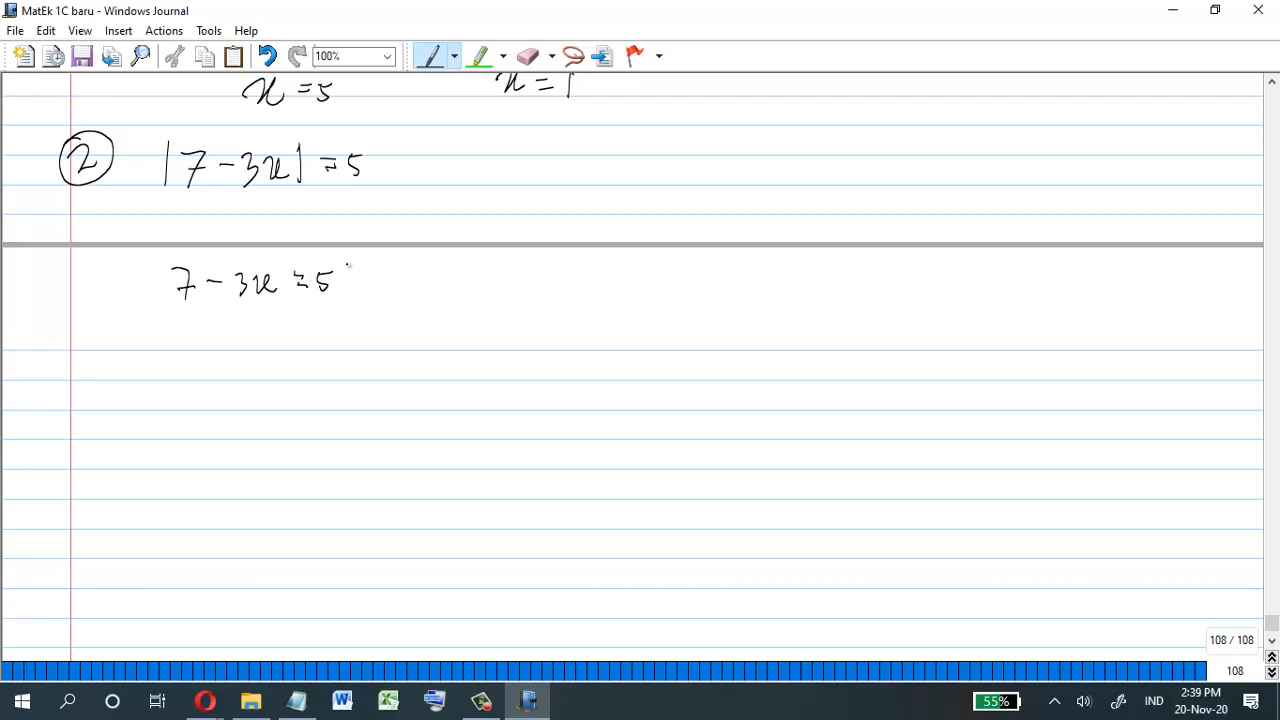 MatEk 1C baru - Windows Journal
File Edit View Insert Actions Tools Help
100%
x = 5 x = 1
2 |7 - 3x| = 5
7 - 3x = 5
108 / 108
108
55% IND 2:39 PM
20-Nov-20